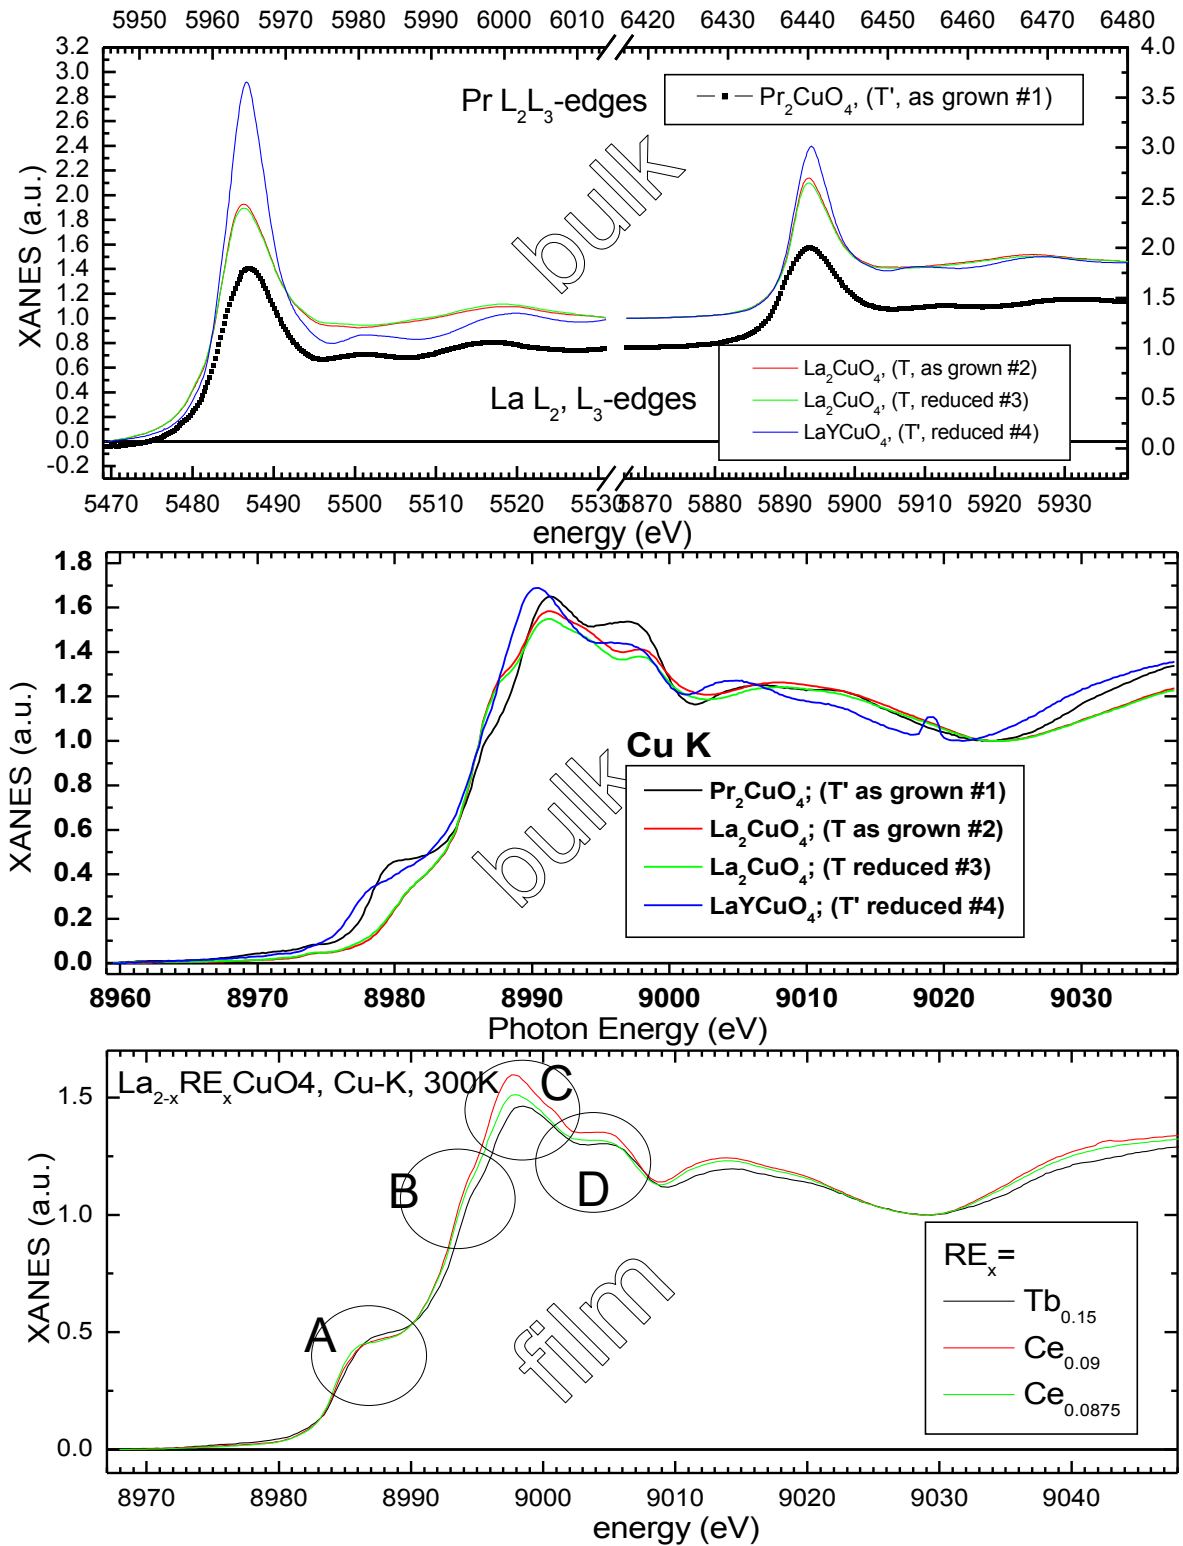 5950 5960 5970 5980 5990 6000 6012 6420 6430 6440 6450 6460 6470 6480
3.2
3.0
2.8
2.6
2.4
2.2
2.0
1.8
1.6
1.4
1.2
1.0
0.8
0.6
0.4
0.2
0.0
-0.2
XANES (a.u.)
4.0
3.5
3.0
2.5
2.0
1.5
1.0
0.5
0.0
Pr L₂L₃-edges
Pr₂CuO₄, (T', as grown #1)
bulk
La L₂, L₃-edges
La₂CuO₄, (T, as grown #2)
La₂CuO₄, (T, reduced #3)
LaYCuO₄, (T', reduced #4)
5470 5480 5490 5500 5510 5520 5530 5870 5880 5890 5900 5910 5920 5930
energy (eV)
1.8
1.6
1.4
1.2
1.0
0.8
0.6
0.4
0.2
0.0
XANES (a.u.)
Cu K
bulk
Pr₂CuO₄; (T' as grown #1)
La₂CuO₄; (T as grown #2)
La₂CuO₄; (T reduced #3)
LaYCuO₄; (T' reduced #4)
8960 8970 8980 8990 9000 9010 9020 9030
Photon Energy (eV)
La₂₋ₓREₓCuO4, Cu-K, 300K
1.5
1.0
0.5
0.0
XANES (a.u.)
C
B
D
A
film
REₓ=
Tb₀.₁₅
Ce₀.₀₉
Ce₀.₀₈₇₅
8970 8980 8990 9000 9010 9020 9030 9040
energy (eV)